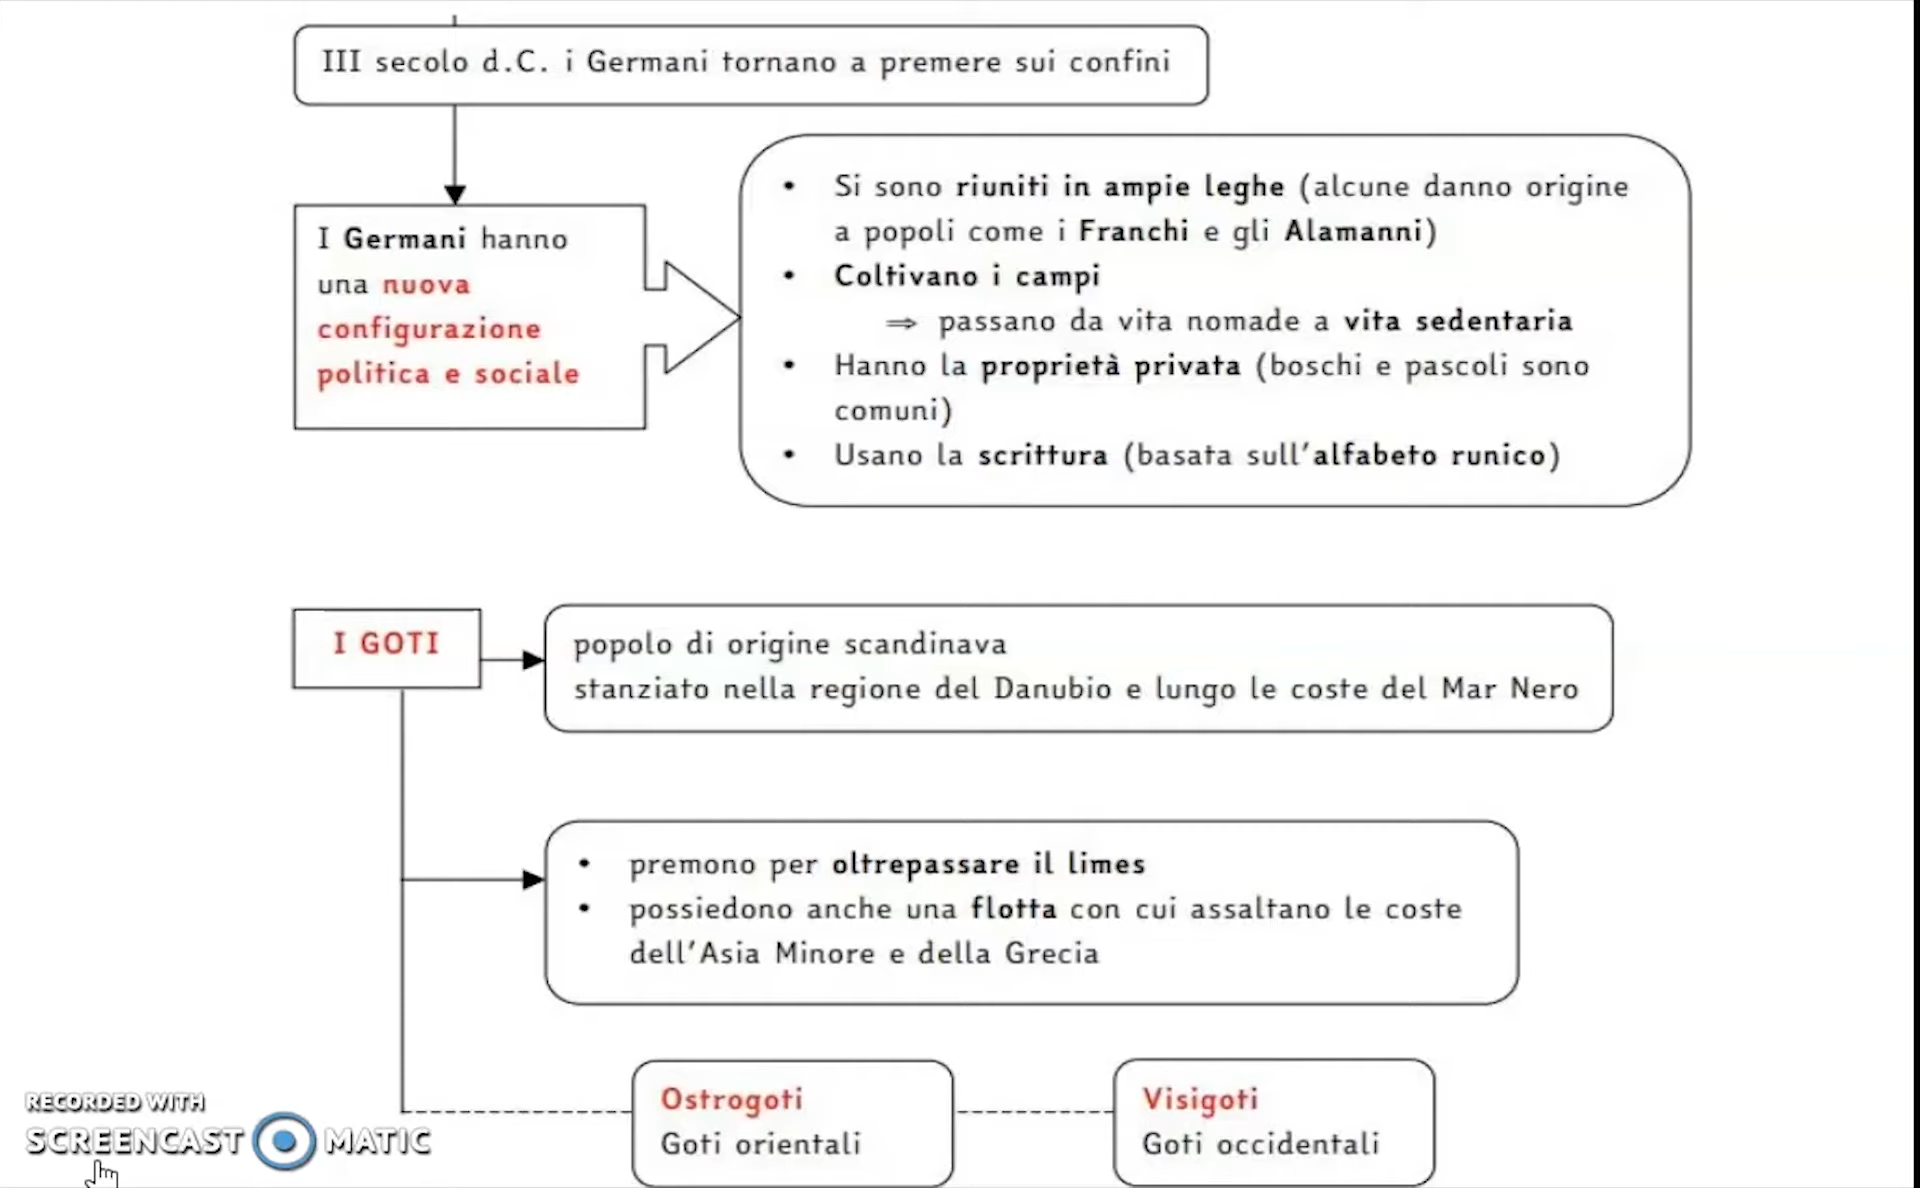 III secolo d.C. i Germani tornano a premere sui confini
I Germani hanno
una nuova
configurazione
politica e sociale
• Si sono riuniti in ampie leghe (alcune danno origine
a popoli come i Franchi e gli Alamanni)
• Coltivano i campi
⇒ passano da vita nomade a vita sedentaria
• Hanno la proprietà privata (boschi e pascoli sono
comuni)
• Usano la scrittura (basata sull'alfabeto runico)
I GOTI
popolo di origine scandinava
stanziato nella regione del Danubio e lungo le coste del Mar Nero
• premono per oltrepassare il limes
• possiedono anche una flotta con cui assaltano le coste
dell'Asia Minore e della Grecia
Ostrogoti
Goti orientali
Visigoti
Goti occidentali
RECORDED WITH
SCREENCAST MATIC